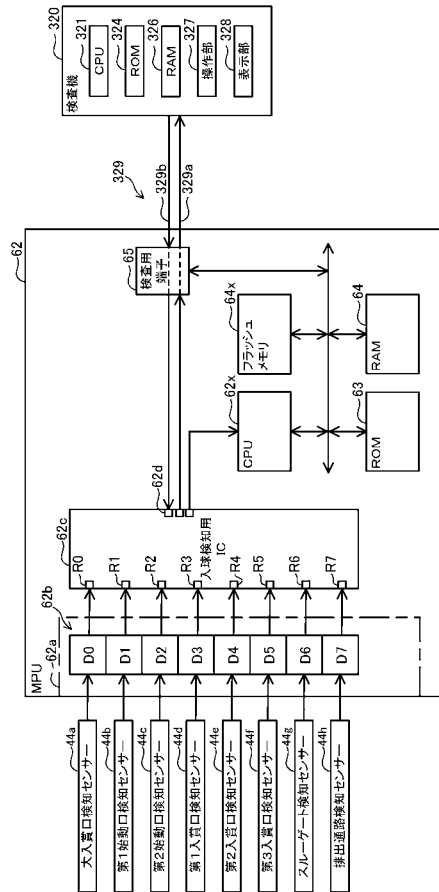 320
検査機
321
CPU
324
ROM
326
RAM
327
操作部
328
表示部
329
329b
329a
62
65
検査用
端子
64x
フラッシュ
メモリ
64
RAM
62x
CPU
63
ROM
62d
62c
入球検知用
IC
R0
R1
R2
R3
R4
R5
R6
R7
62b
62a
MPU
D0
D1
D2
D3
D4
D5
D6
D7
44a
大入賞口検知センサー
44b
第1始動口検知センサー
44c
第2始動口検知センサー
44d
第1入賞口検知センサー
44e
第2入賞口検知センサー
44f
第3入賞口検知センサー
44g
スルーゲート検知センサー
44h
排出通路検知センサー